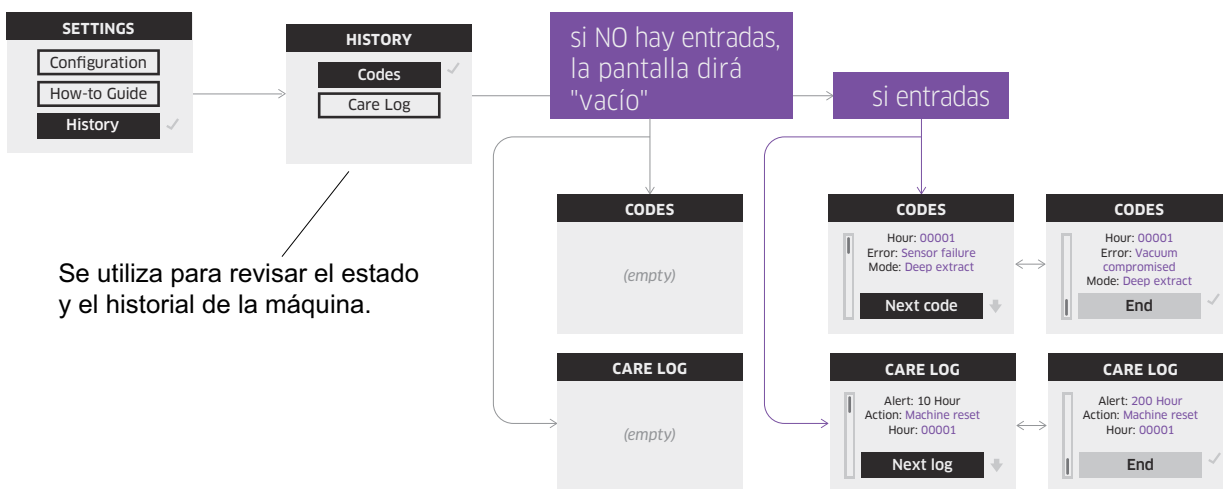 SETTINGS
Configuration
How-to Guide
History
HISTORY
Codes
Care Log
si NO hay entradas,
la pantalla dirá
"vacío"
si entradas
Se utiliza para revisar el estado
y el historial de la máquina.
CODES
(empty)
CODES
Hour: 00001
Error: Sensor failure
Mode: Deep extract
Next code
CODES
Hour: 00001
Error: Vacuum
compromised
Mode: Deep extract
End
CARE LOG
(empty)
CARE LOG
Alert: 10 Hour
Action: Machine reset
Hour: 00001
Next log
CARE LOG
Alert: 200 Hour
Action: Machine reset
Hour: 00001
End